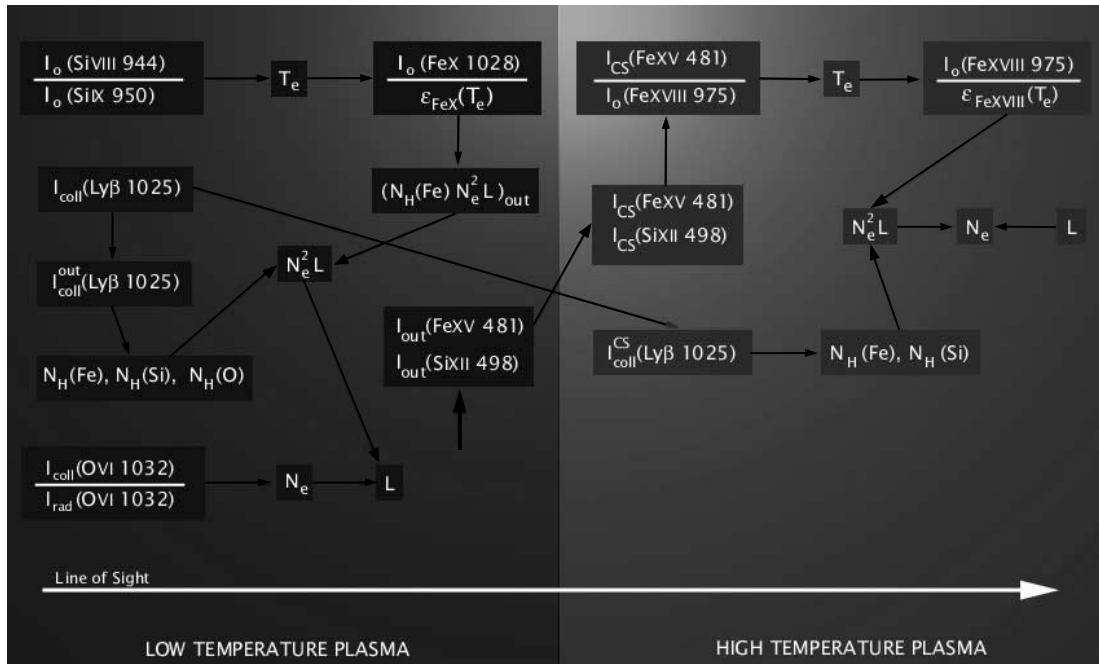 I_o (SiVIII 944)
I_o (SiIX 950)
T_e
I_o (FeX 1028)
ε_FeX(T_e)
I_coll(Lyβ 1025)
(N_H(Fe) N_e^2 L)_out
I_coll^out(Lyβ 1025)
N_e^2 L
N_H(Fe), N_H(Si), N_H(O)
I_out(FeXV 481)
I_out(SiXII 498)
I_coll(OVI 1032)
I_rad(OVI 1032)
N_e
L
I_CS(FeXV 481)
I_o(FeXVIII 975)
T_e
I_o(FeXVIII 975)
ε_FeXVIII(T_e)
I_CS(FeXV 481)
I_CS(SiXII 498)
N_e^2 L
N_e
L
I_coll^CS(Lyβ 1025)
N_H(Fe), N_H(Si)
Line of Sight
LOW TEMPERATURE PLASMA
HIGH TEMPERATURE PLASMA